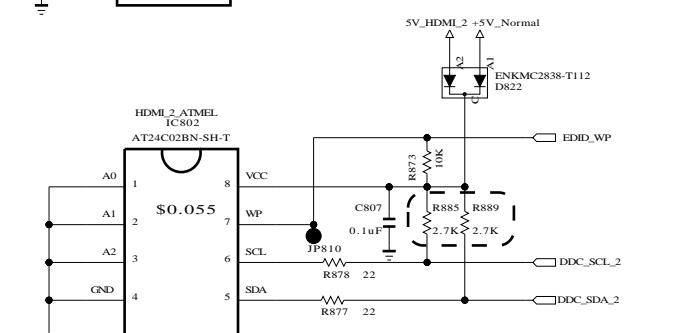 5V_HDMI_2 +5V_Normal
A2
A1
ENKMC2838-T112
D822
C
HDMI_2_ATMEL
IC802
AT24C02BN-SH-T
EDID_WP
R873
10K
A0
1
8
VCC
$0.055
C807
0.1uF
R885
R889
2.7K
2.7K
A1
2
7
WP
JP810
A2
3
6
SCL
R878
22
DDC_SCL_2
GND
4
5
SDA
R877
22
DDC_SDA_2